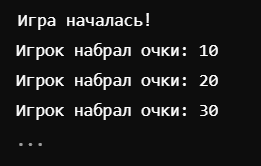 Игра началась!
Игрок набрал очки: 10
Игрок набрал очки: 20
Игрок набрал очки: 30
...